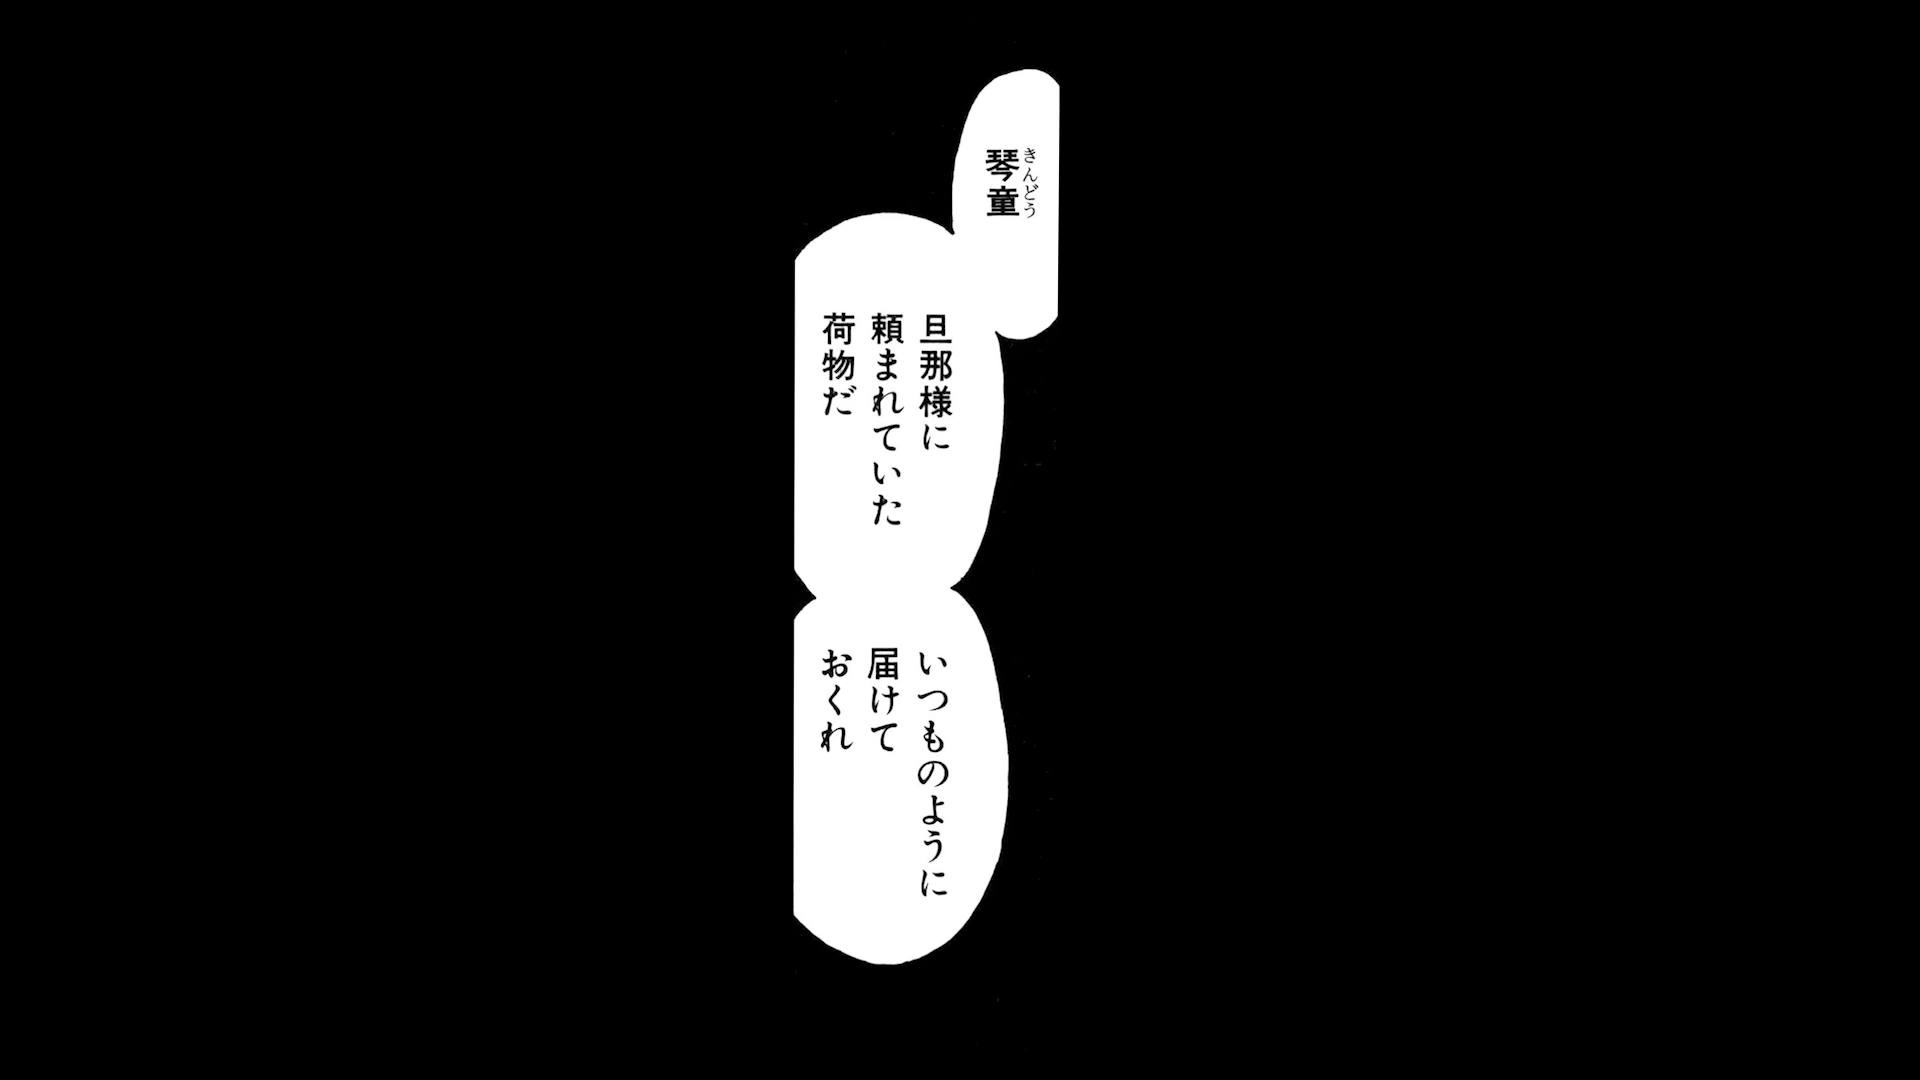 琴童
きんどう
旦那様に
頼まれていた
荷物だ
いつものように
届けて
おくれ